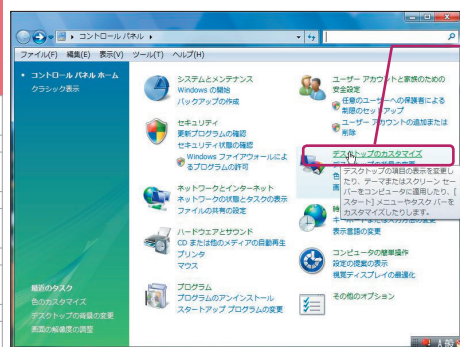 コントロール パネル
ファイル(F) 編集(E) 表示(V) ツール(T) ヘルプ(H)
コントロール パネル ホーム
クラシック表示
システムとメンテナンス
Windows の開始
バックアップの作成
セキュリティ
更新プログラムの確認
セキュリティ状態の確認
Windows ファイアウォールによ
るプログラムの許可
ネットワークとインターネット
ネットワークの状態とタスクの表示
ファイルの共有の設定
ハードウェアとサウンド
CD または他のメディアの自動再生
プリンタ
マウス
プログラム
プログラムのアンインストール
スタートアップ プログラムの変更
ユーザー アカウントと家族のための
安全設定
任意のユーザーへの保護者による
制限のセットアップ
ユーザー アカウントの追加または
削除
デスクトップのカスタマイズ
デスクトップの項目の表示を変更し
たり、テーマまたはスクリーン セー
バーをコンピュータに適用したり、[
スタート] メニューやタスク バーを
カスタマイズしたりします。
表示言語の変更
コンピュータの簡単操作
設定の提案の表示
視覚ディスプレイの最適化
その他のオプション
最近のタスク
色のカスタマイズ
デスクトップの背景の変更
画面の解像度の調整
A 般